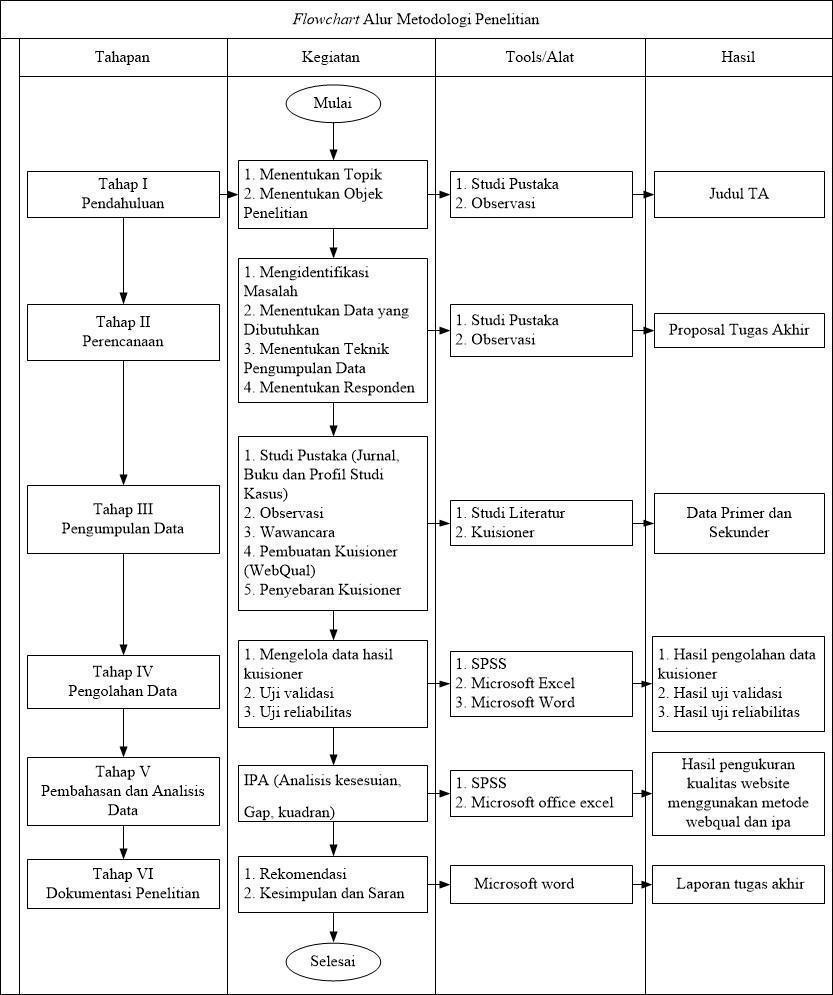 Flowchart Alur Metodologi Penelitian
Tahapan
Kegiatan
Tools/Alat
Hasil
Mulai
Tahap I
Pendahuluan
1. Menentukan Topik
2. Menentukan Objek
Penelitian
1. Studi Pustaka
2. Observasi
Judul TA
Tahap II
Perencanaan
1. Mengidentifikasi
Masalah
2. Menentukan Data yang
Dibutuhkan
3. Menentukan Teknik
Pengumpulan Data
4. Menentukan Responden
1. Studi Pustaka
2. Observasi
Proposal Tugas Akhir
Tahap III
Pengumpulan Data
1. Studi Pustaka (Jurnal,
Buku dan Profil Studi
Kasus)
2. Observasi
3. Wawancara
4. Pembuatan Kuisioner
(WebQual)
5. Penyebaran Kuisioner
1. Studi Literatur
2. Kuisioner
Data Primer dan
Sekunder
Tahap IV
Pengolahan Data
1. Mengelola data hasil
kuisioner
2. Uji validasi
3. Uji reliabilitas
1. SPSS
2. Microsoft Excel
3. Microsoft Word
1. Hasil pengolahan data
kuisioner
2. Hasil uji validasi
3. Hasil uji reliabilitas
Tahap V
Pembahasan dan Analisis
Data
IPA (Analisis kesesuian,
Gap, kuadran)
1. SPSS
2. Microsoft office excel
Hasil pengukuran
kualitas website
menggunakan metode
webqual dan ipa
Tahap VI
Dokumentasi Penelitian
1. Rekomendasi
2. Kesimpulan dan Saran
Microsoft word
Laporan tugas akhir
Selesai